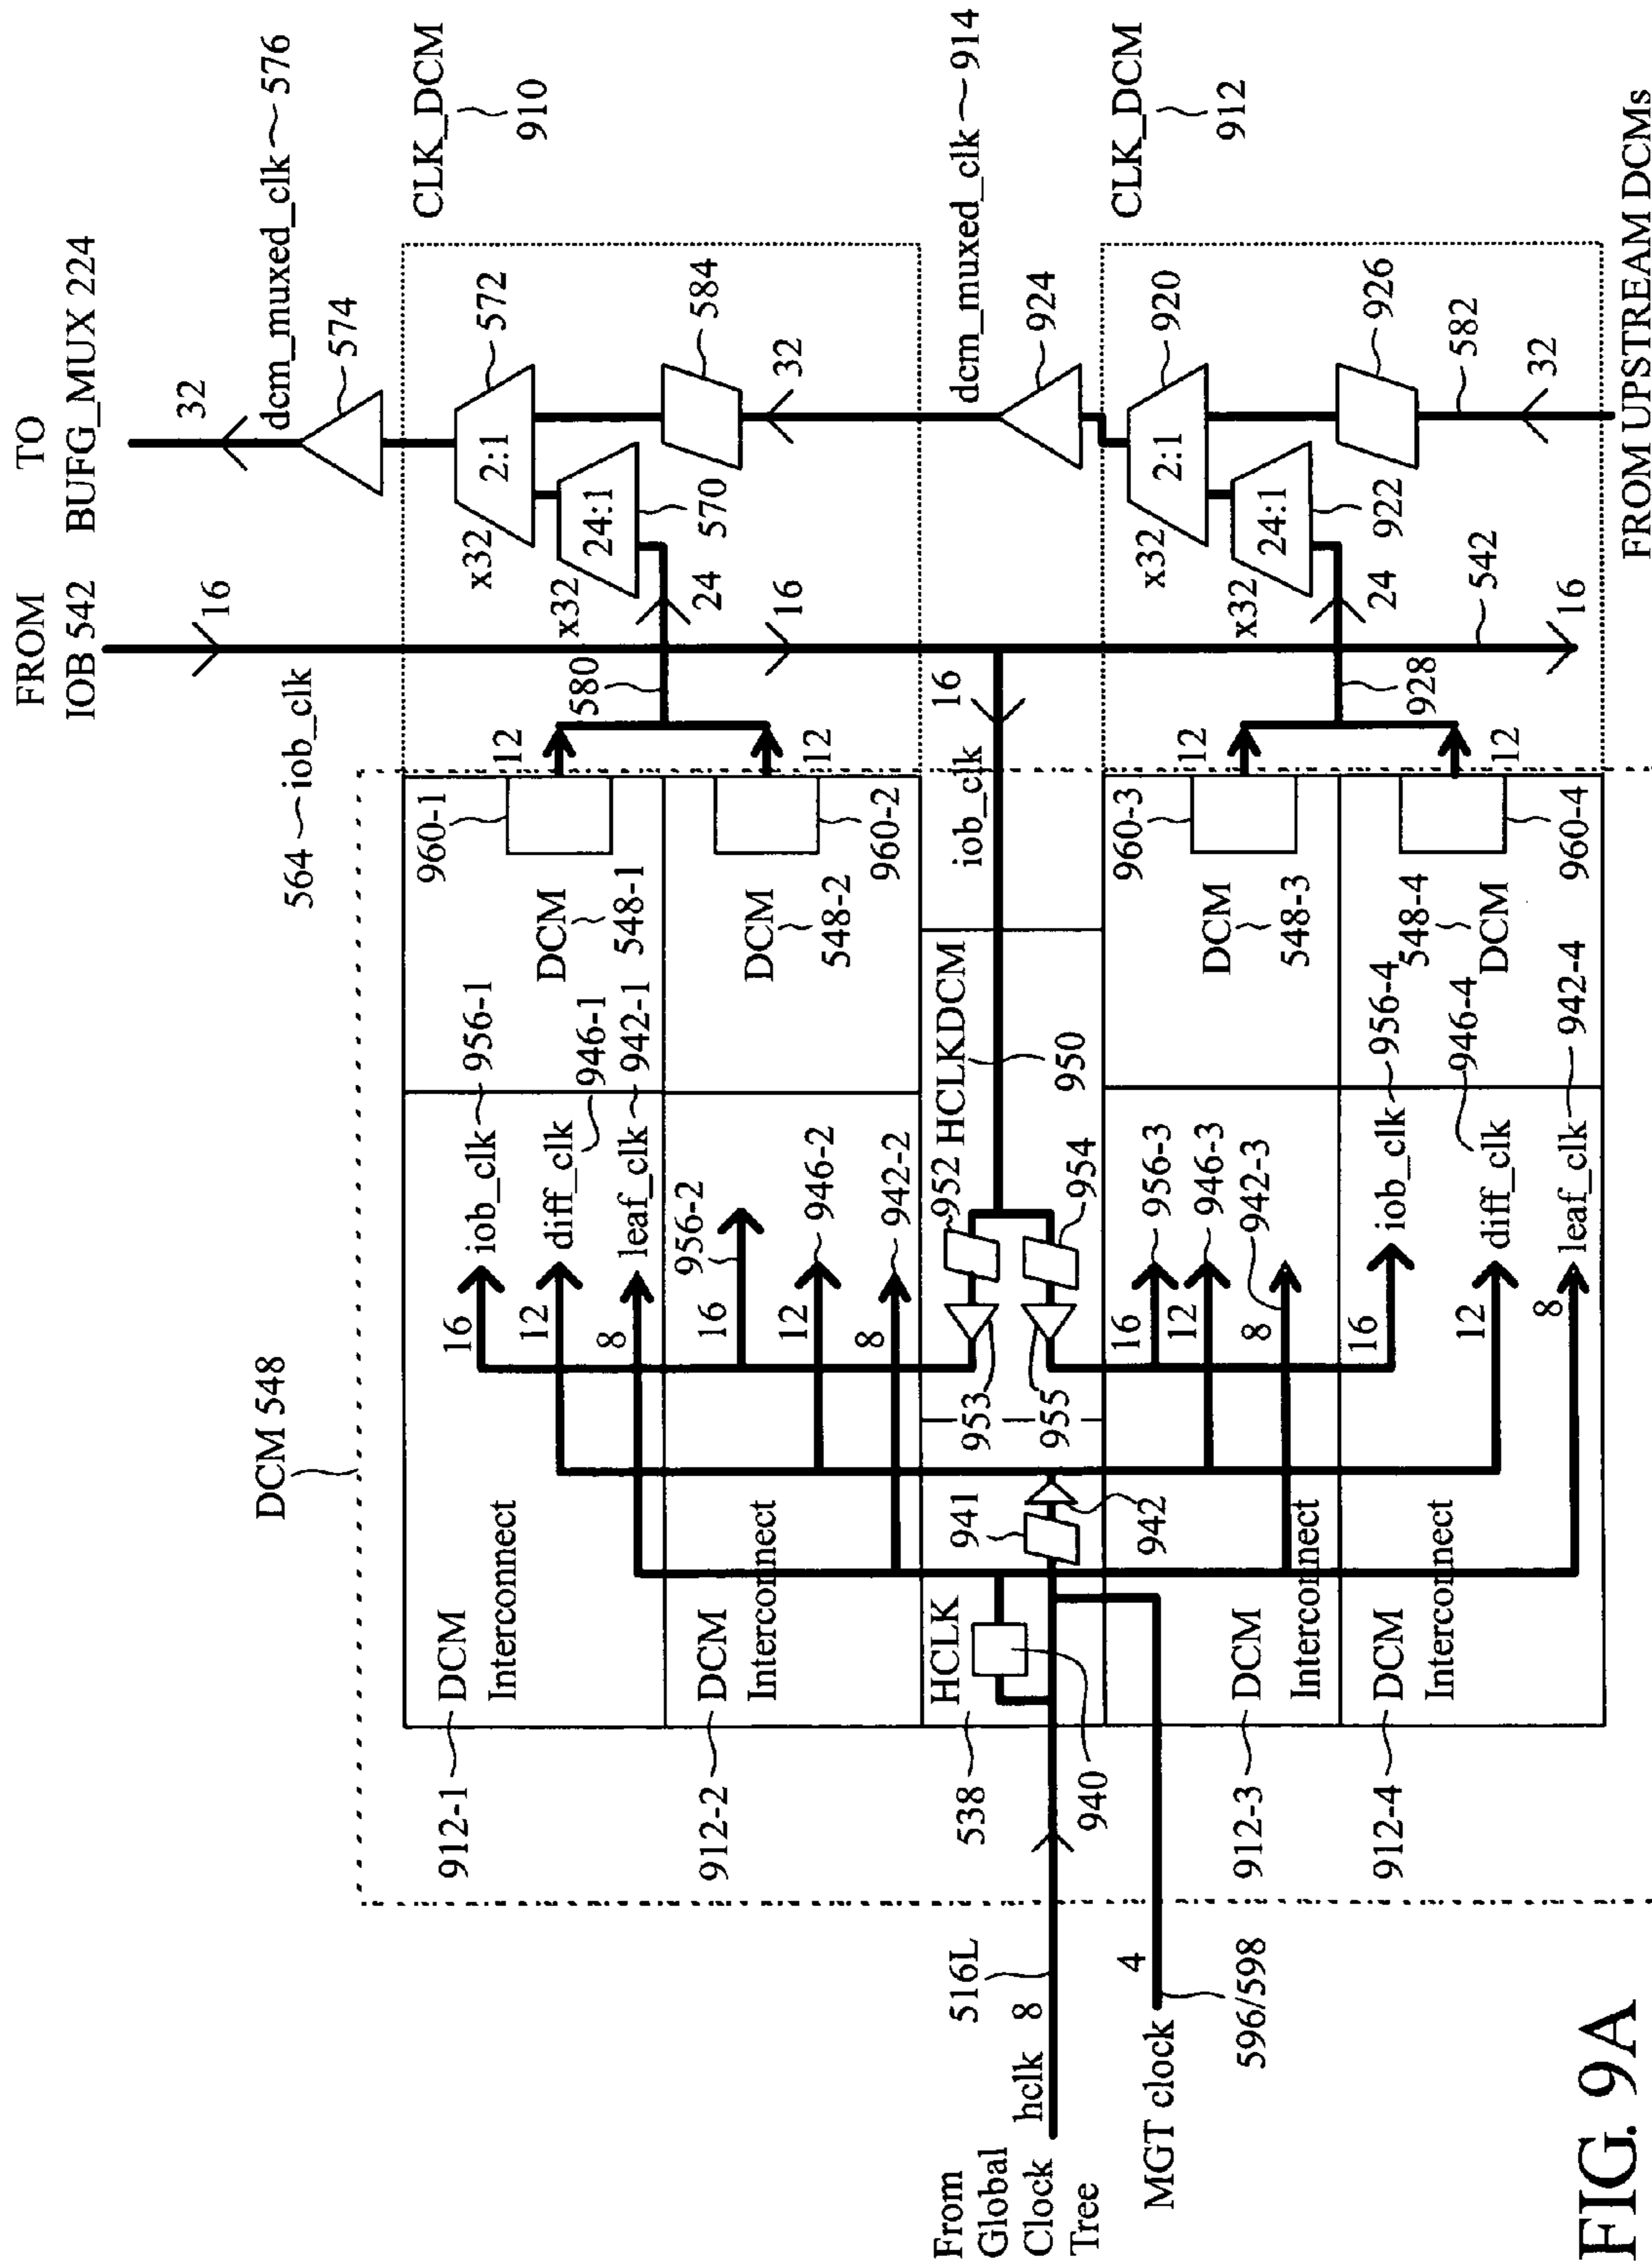 FROM
IOB 542
TO
BUFG_MUX 224
16
32
564
iob_clk
dcm_muxed_clk
576
574
DCM 548
CLK_DCM
910
912-1
DCM
Interconnect
16
iob_clk
956-1
12
diff_clk
946-1
8
leaf_clk
942-1
960-1
DCM
548-1
12
580
x32
2:1
572
x32
24:1
570
24
584
912-2
DCM
Interconnect
956-2
16
12
946-2
8
942-2
DCM
548-2
960-2
12
16
32
From
Global
Clock
Tree
hclk
8
516L
538
HCLK
940
941
942
953
955
952
954
HCLKDCM
950
iob_clk
16
dcm_muxed_clk
914
924
MGT clock
4
596/598
912-3
DCM
Interconnect
16
956-3
12
946-3
8
942-3
960-3
DCM
548-3
12
CLK_DCM
912
x32
2:1
920
x32
24:1
922
24
926
928
912-4
DCM
Interconnect
16
iob_clk
956-4
12
diff_clk
946-4
8
leaf_clk
942-4
548-4
DCM
960-4
12
542
16
582
32
FROM UPSTREAM DCMs
FIG. 9A